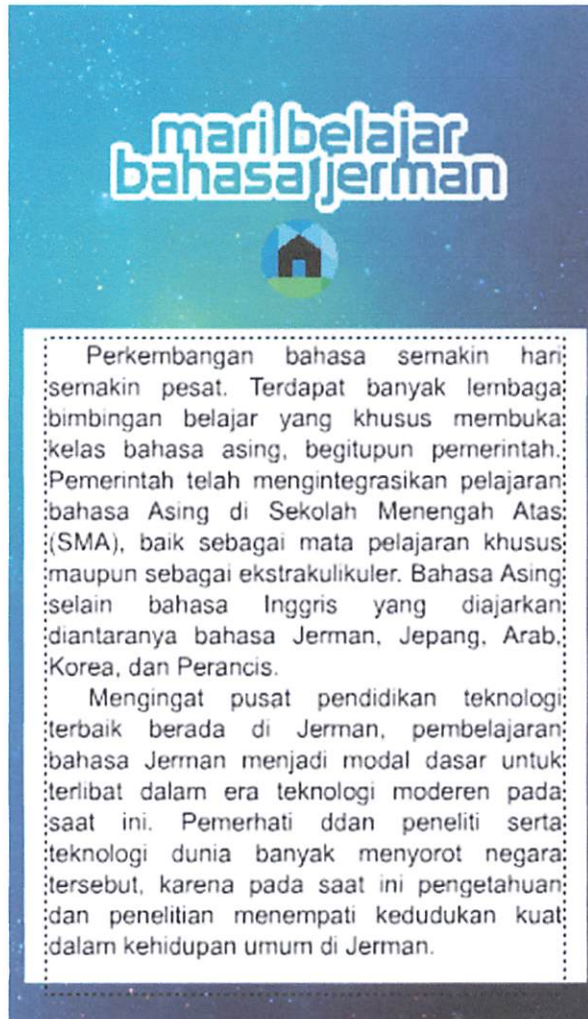 mari belajar
bahasa jerman
Perkembangan bahasa semakin hari
semakin pesat. Terdapat banyak lembaga
bimbingan belajar yang khusus membuka
kelas bahasa asing, begitupun pemerintah.
Pemerintah telah mengintegrasikan pelajaran
bahasa Asing di Sekolah Menengah Atas
(SMA), baik sebagai mata pelajaran khusus
maupun sebagai ekstrakulikuler. Bahasa Asing
selain bahasa Inggris yang diajarkan
diantaranya bahasa Jerman, Jepang, Arab,
Korea, dan Perancis.
Mengingat pusat pendidikan teknologi
terbaik berada di Jerman, pembelajaran
bahasa Jerman menjadi modal dasar untuk
terlibat dalam era teknologi moderen pada
saat ini. Pemerhati ddan peneliti serta
teknologi dunia banyak menyorot negara
tersebut, karena pada saat ini pengetahuan
dan penelitian menempati kedudukan kuat
dalam kehidupan umum di Jerman.